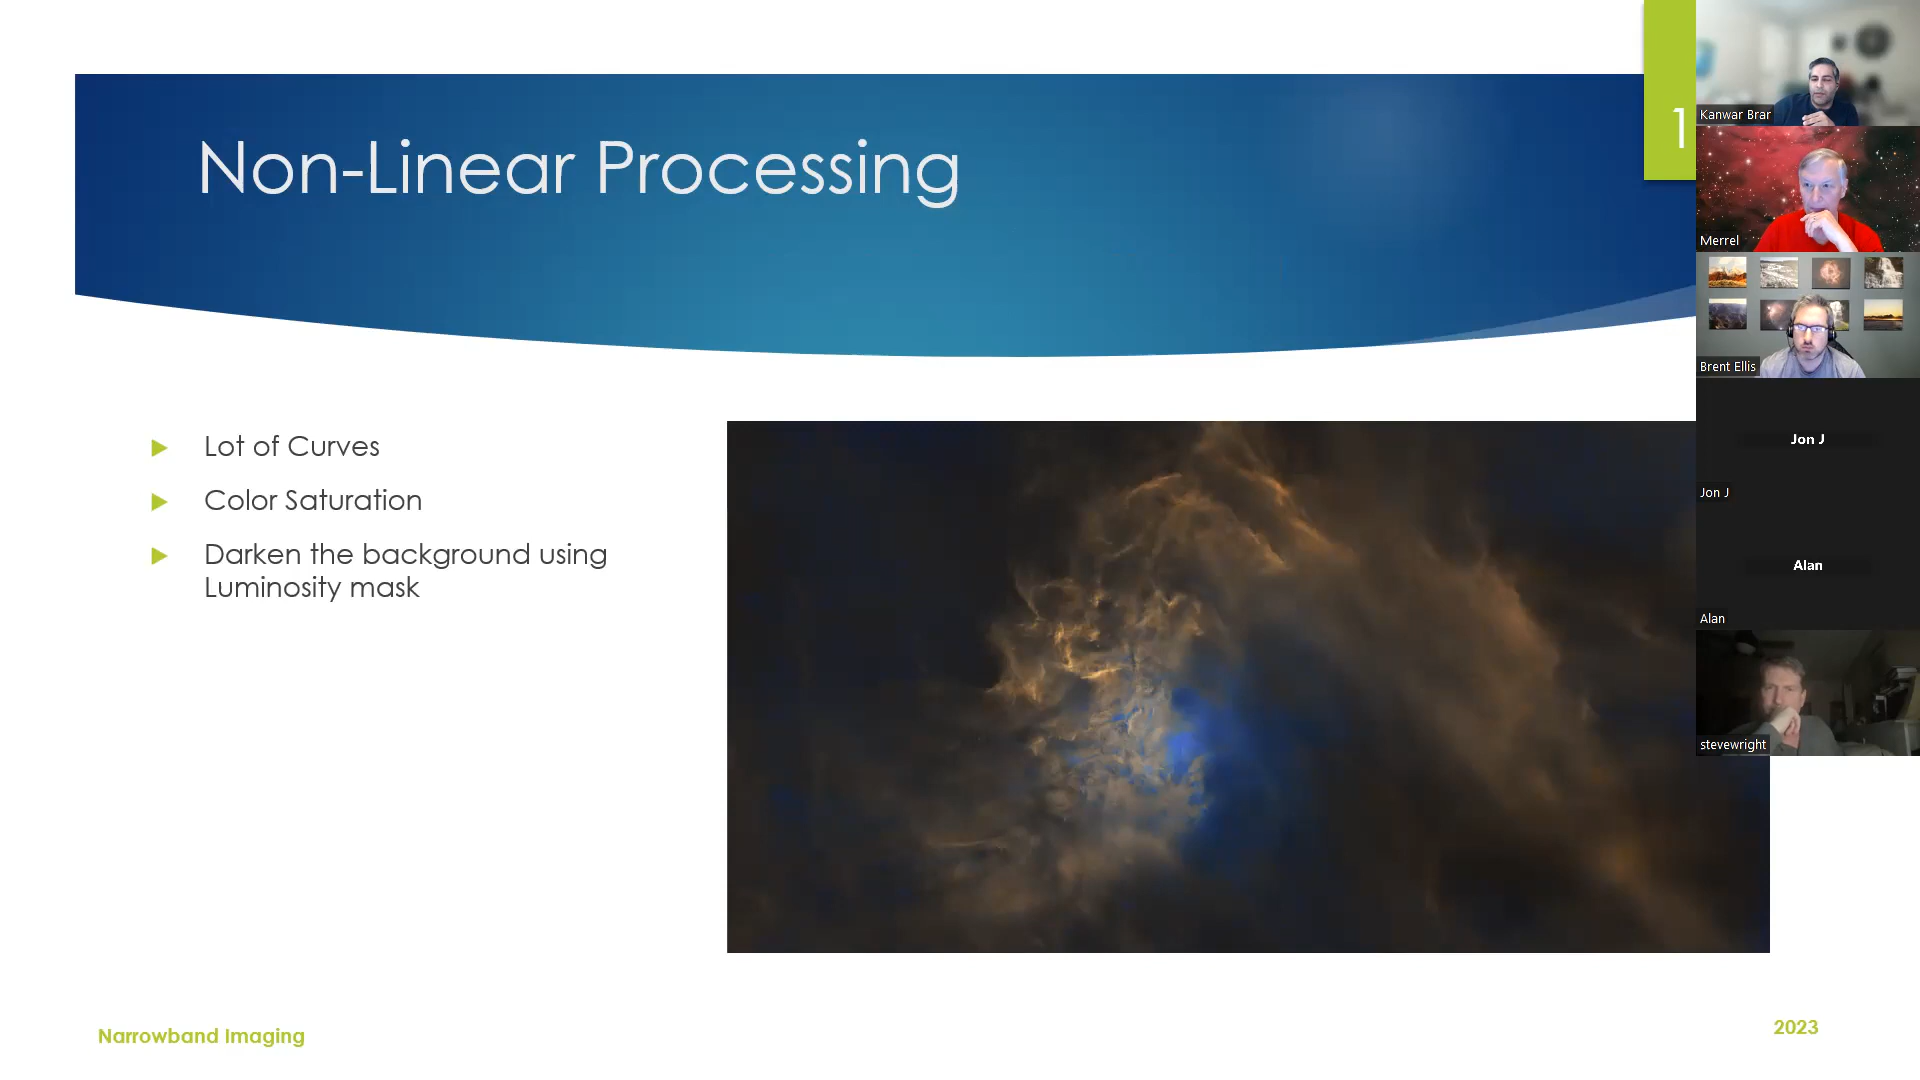 Non-Linear Processing
1
Kanwar Brar
Merrel
Brent Ellis
Jon J
Jon J
Alan
Alan
stevewright
Lot of Curves
Color Saturation
Darken the background using
Luminosity mask
Narrowband Imaging
2023